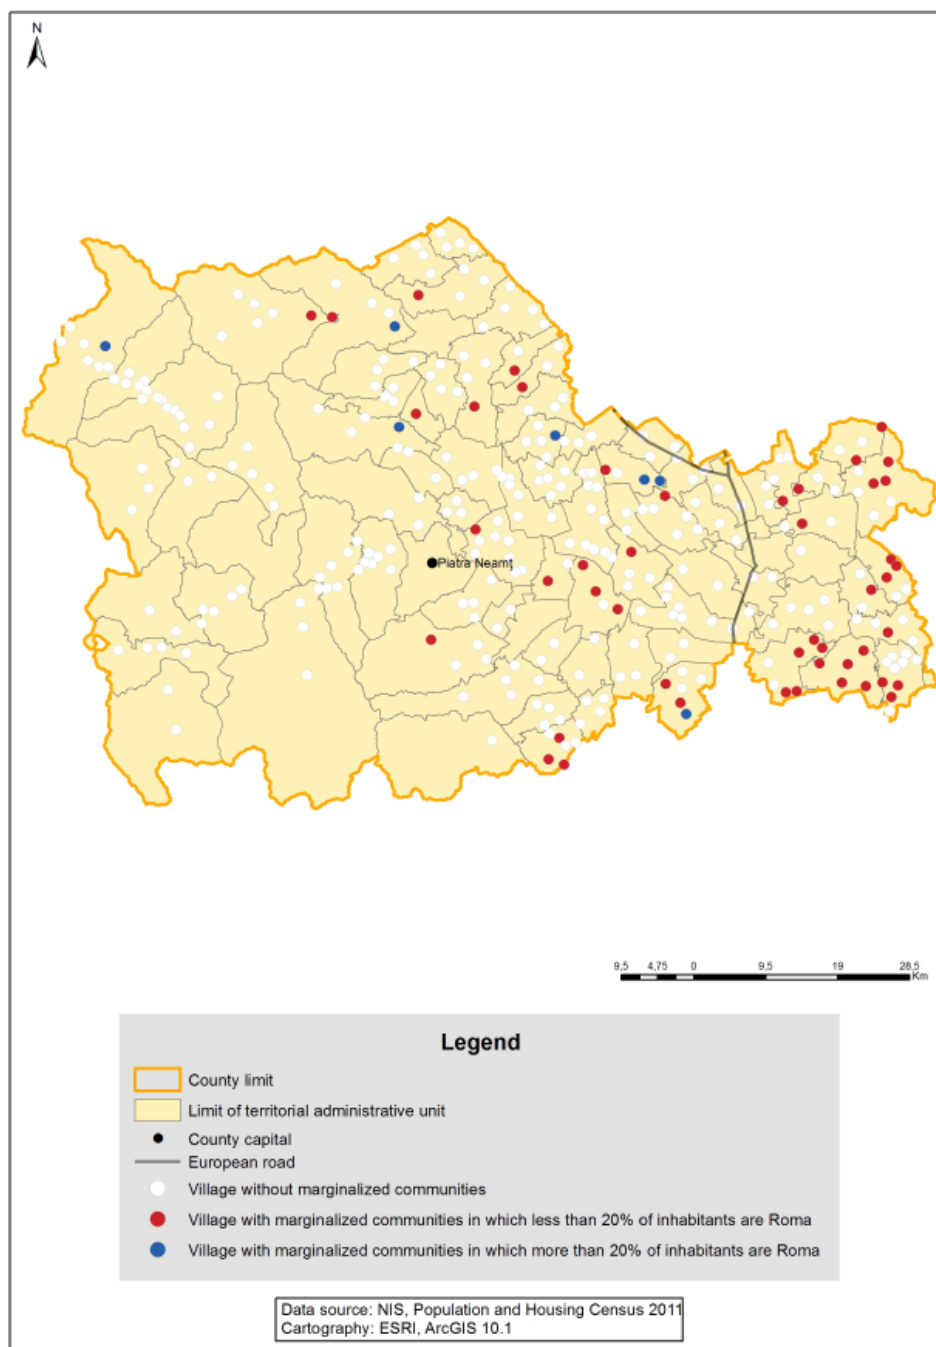 N
Piatra Neamț
9,5 4,75 0 9,5 19 28,5
Km
Legend
County limit
Limit of territorial administrative unit
County capital
European road
Village without marginalized communities
Village with marginalized communities in which less than 20% of inhabitants are Roma
Village with marginalized communities in which more than 20% of inhabitants are Roma
Data source: NIS, Population and Housing Census 2011
Cartography: ESRI, ArcGIS 10.1